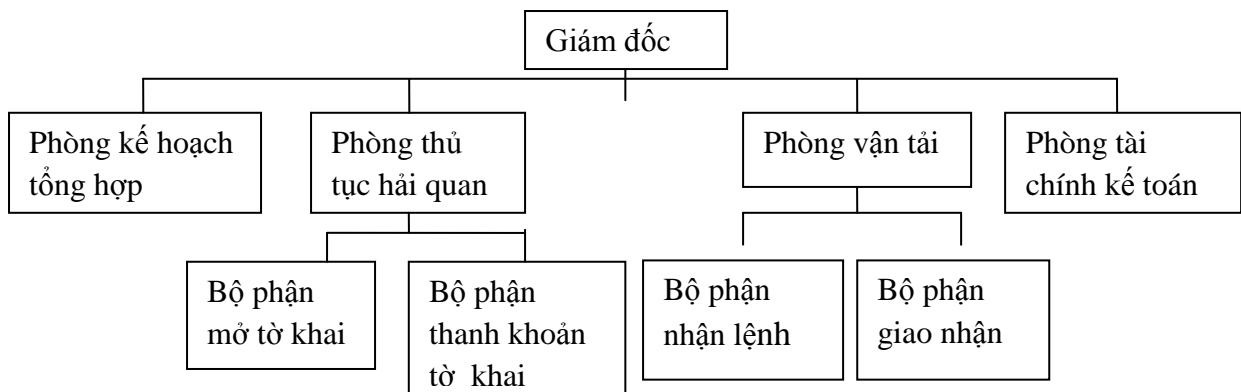 Giám đốc
Phòng kế hoạch
tổng hợp
Phòng thủ
tục hải quan
Phòng vận tải
Phòng tài
chính kế toán
Bộ phận
mở tờ khai
Bộ phận
thanh khoản
tờ khai
Bộ phận
nhận lệnh
Bộ phận
giao nhận